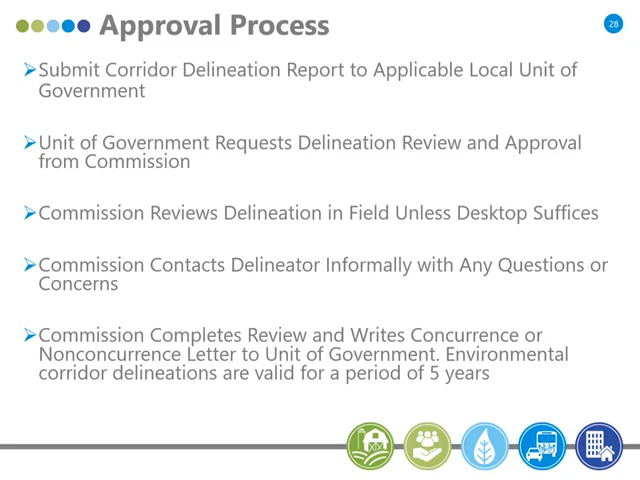 Approval Process
28
➢Submit Corridor Delineation Report to Applicable Local Unit of
Government
➢Unit of Government Requests Delineation Review and Approval
from Commission
➢Commission Reviews Delineation in Field Unless Desktop Suffices
➢Commission Contacts Delineator Informally with Any Questions or
Concerns
➢Commission Completes Review and Writes Concurrence or
Nonconcurrence Letter to Unit of Government. Environmental
corridor delineations are valid for a period of 5 years